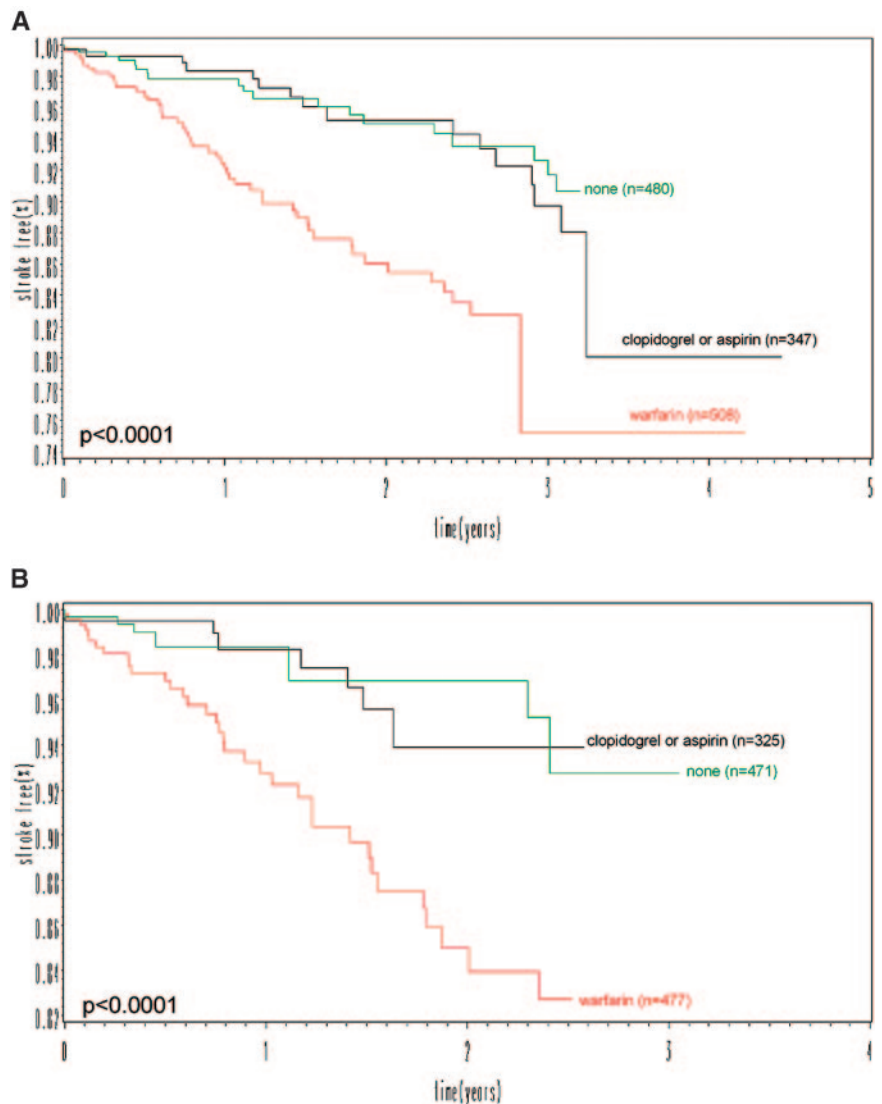 A
1.00
0.98
0.96
0.94
0.92
0.90
0.88
0.86
0.84
0.82
0.80
0.78
0.76
0.74
stroke free(%)
none (n=480)
clopidogrel or aspirin (n=347)
warfarin (n=508)
p<0.0001
0 1 2 3 4 5
time(years)
B
1.00
0.98
0.96
0.94
0.92
0.90
0.88
0.86
0.84
0.82
stroke free(%)
clopidogrel or aspirin (n=325)
none (n=471)
warfarin (n=477)
p<0.0001
0 1 2 3 4
time(years)